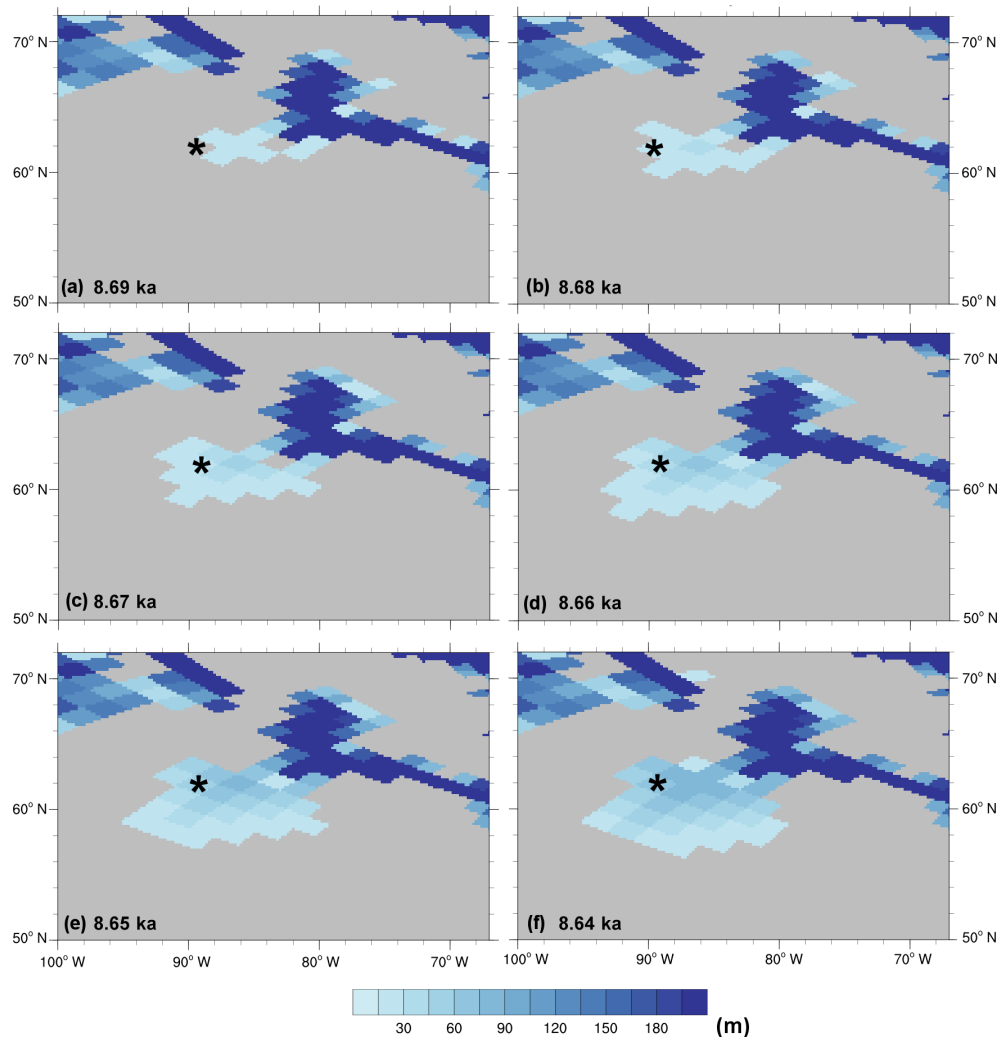 70° N
60° N
(a) 8.69 ka
50° N
70° N
60° N
(b) 8.68 ka
50° N
70° N
60° N
(c) 8.67 ka
50° N
70° N
60° N
(d) 8.66 ka
50° N
70° N
60° N
(e) 8.65 ka
50° N
100° W 90° W 80° W 70° W
70° N
60° N
(f) 8.64 ka
50° N
100° W 90° W 80° W 70° W
30 60 90 120 150 180 (m)